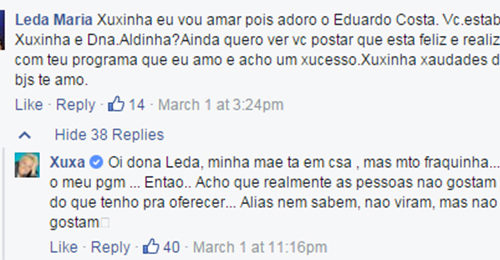 Leda Maria Xuxinha eu vou amar pois adoro o Eduardo Costa. Vc.estab
Xuxinha e Dna.Aldinha?Ainda quero ver vc postar que esta feliz e realiz
com teu programa que eu amo e acho um xucesso.Xuxinha xaudades d
bjs te amo.
Like · Reply · 14 · March 1 at 3:24pm
Hide 38 Replies
Xuxa Oi dona Leda, minha mae ta em csa , mas mto fraquinha...
o meu pgm ... Entao.. Acho que realmente as pessoas nao gostam
do que tenho pra oferecer... Alias nem sabem, nao viram, mas nao
gostam
Like · Reply · 40 · March 1 at 11:16pm